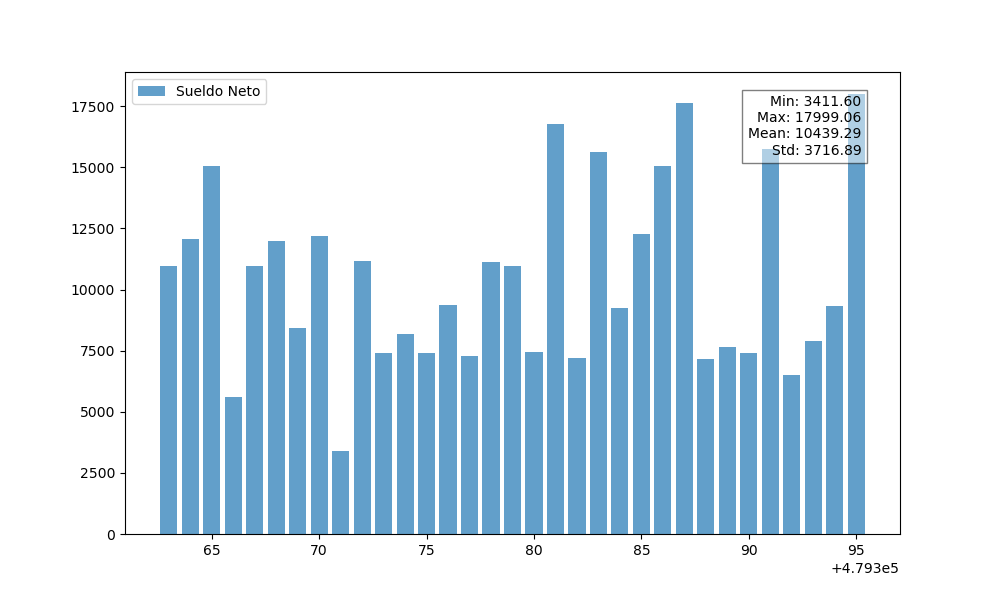 Sueldo Neto
Min: 3411.60
Max: 17999.06
Mean: 10439.29
Std: 3716.89
17500
15000
12500
10000
7500
5000
2500
0
65 70 75 80 85 90 95
+4.793e5